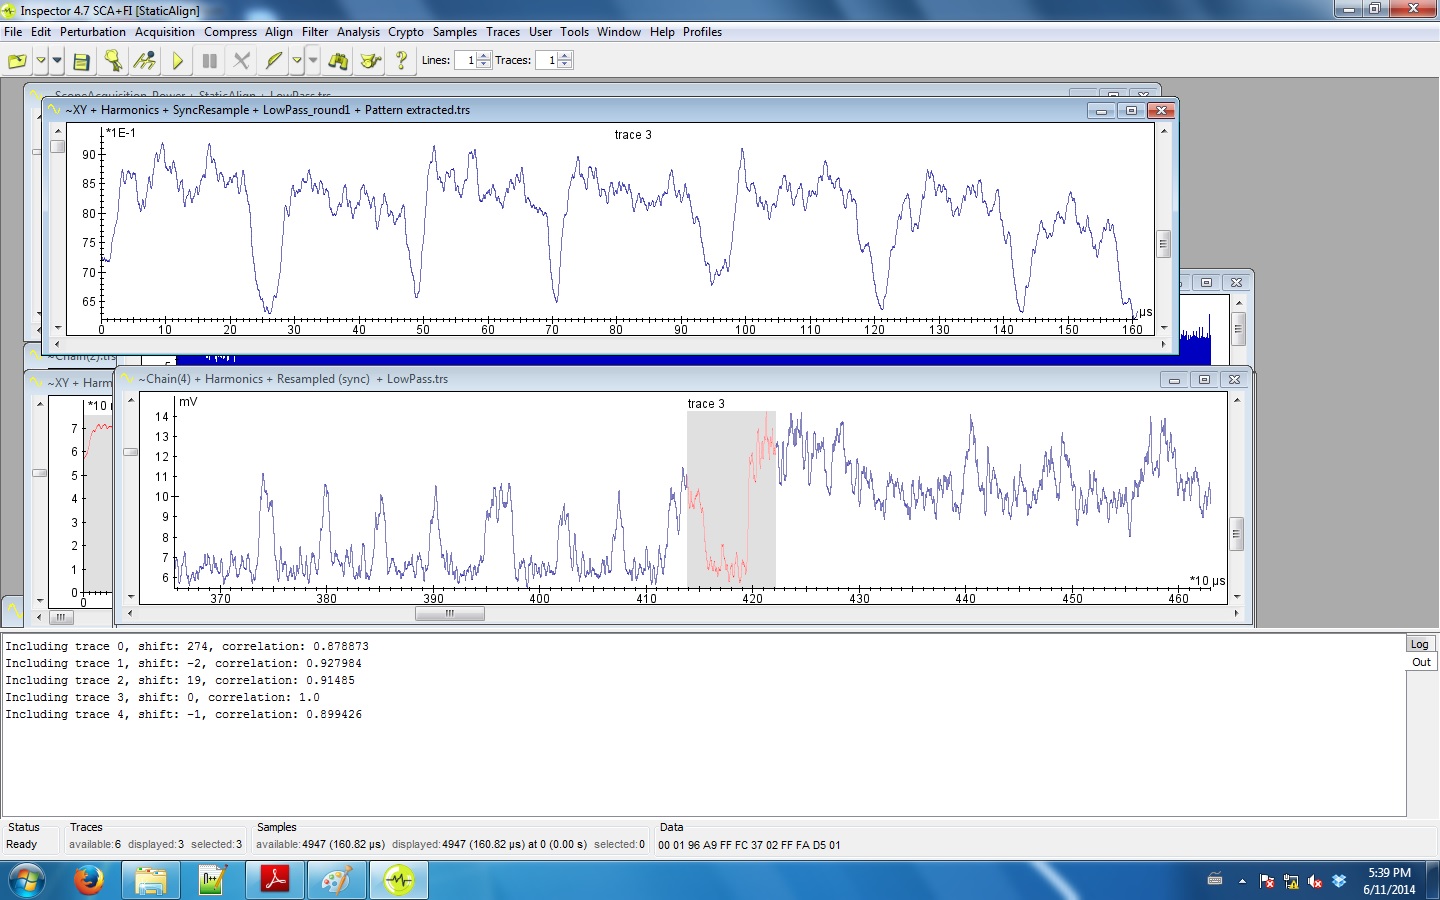 Inspector 4.7 SCA+FI [StaticAlign]
File Edit Perturbation Acquisition Compress Align Filter Analysis Crypto Samples Traces User Tools Window Help Profiles
Lines: 1 Traces: 1
ScopeAcquisition Power + StaticAlign + LowPass.trs
~XY + Harmonics + SyncResample + LowPass_round1 + Pattern extracted.trs
*1E-1
trace 3
90
85
80
75
70
65
0 10 20 30 40 50 60 70 80 90 100 110 120 130 140 150 160 µs
~Chain(2).trs
~XY + Harm
*10
7
6
5
4
3
2
1
0
0
~Chain(4) + Harmonics + Resampled (sync) + LowPass.trs
mV
trace 3
14
13
12
11
10
9
8
7
6
*10 µs
370 380 390 400 410 420 430 440 450 460
Including trace 0, shift: 274, correlation: 0.878873
Including trace 1, shift: -2, correlation: 0.927984
Including trace 2, shift: 19, correlation: 0.91485
Including trace 3, shift: 0, correlation: 1.0
Including trace 4, shift: -1, correlation: 0.899426
Log
Out
Status Traces Samples Data
Ready available: 6 displayed: 3 selected: 3 available: 4947 (160.82 µs) displayed: 4947 (160.82 µs) at 0 (0.00 s) selected: 0 00 01 96 A9 FF FC 37 02 FF FA D5 01
5:39 PM
6/11/2014